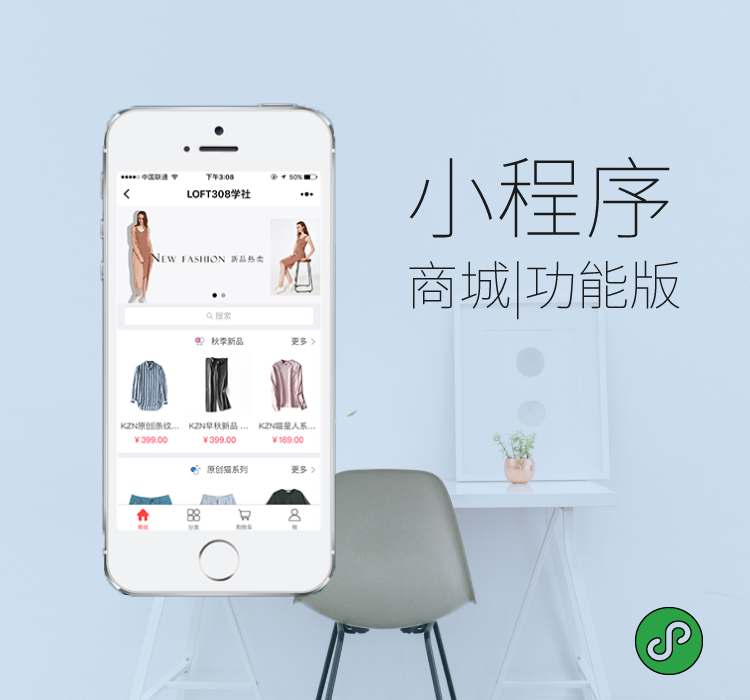 中国联通 下午3:08 50%
LOFT308学社
NEW FASHION 新品热卖
搜索
秋季新品 更多
KZN原创条纹... KZN早秋新品 ... KZN喵星人系...
¥399.00 ¥399.00 ¥169.00
原创猫系列 更多
商城 分类 购物车 我
小程序
商城|功能版